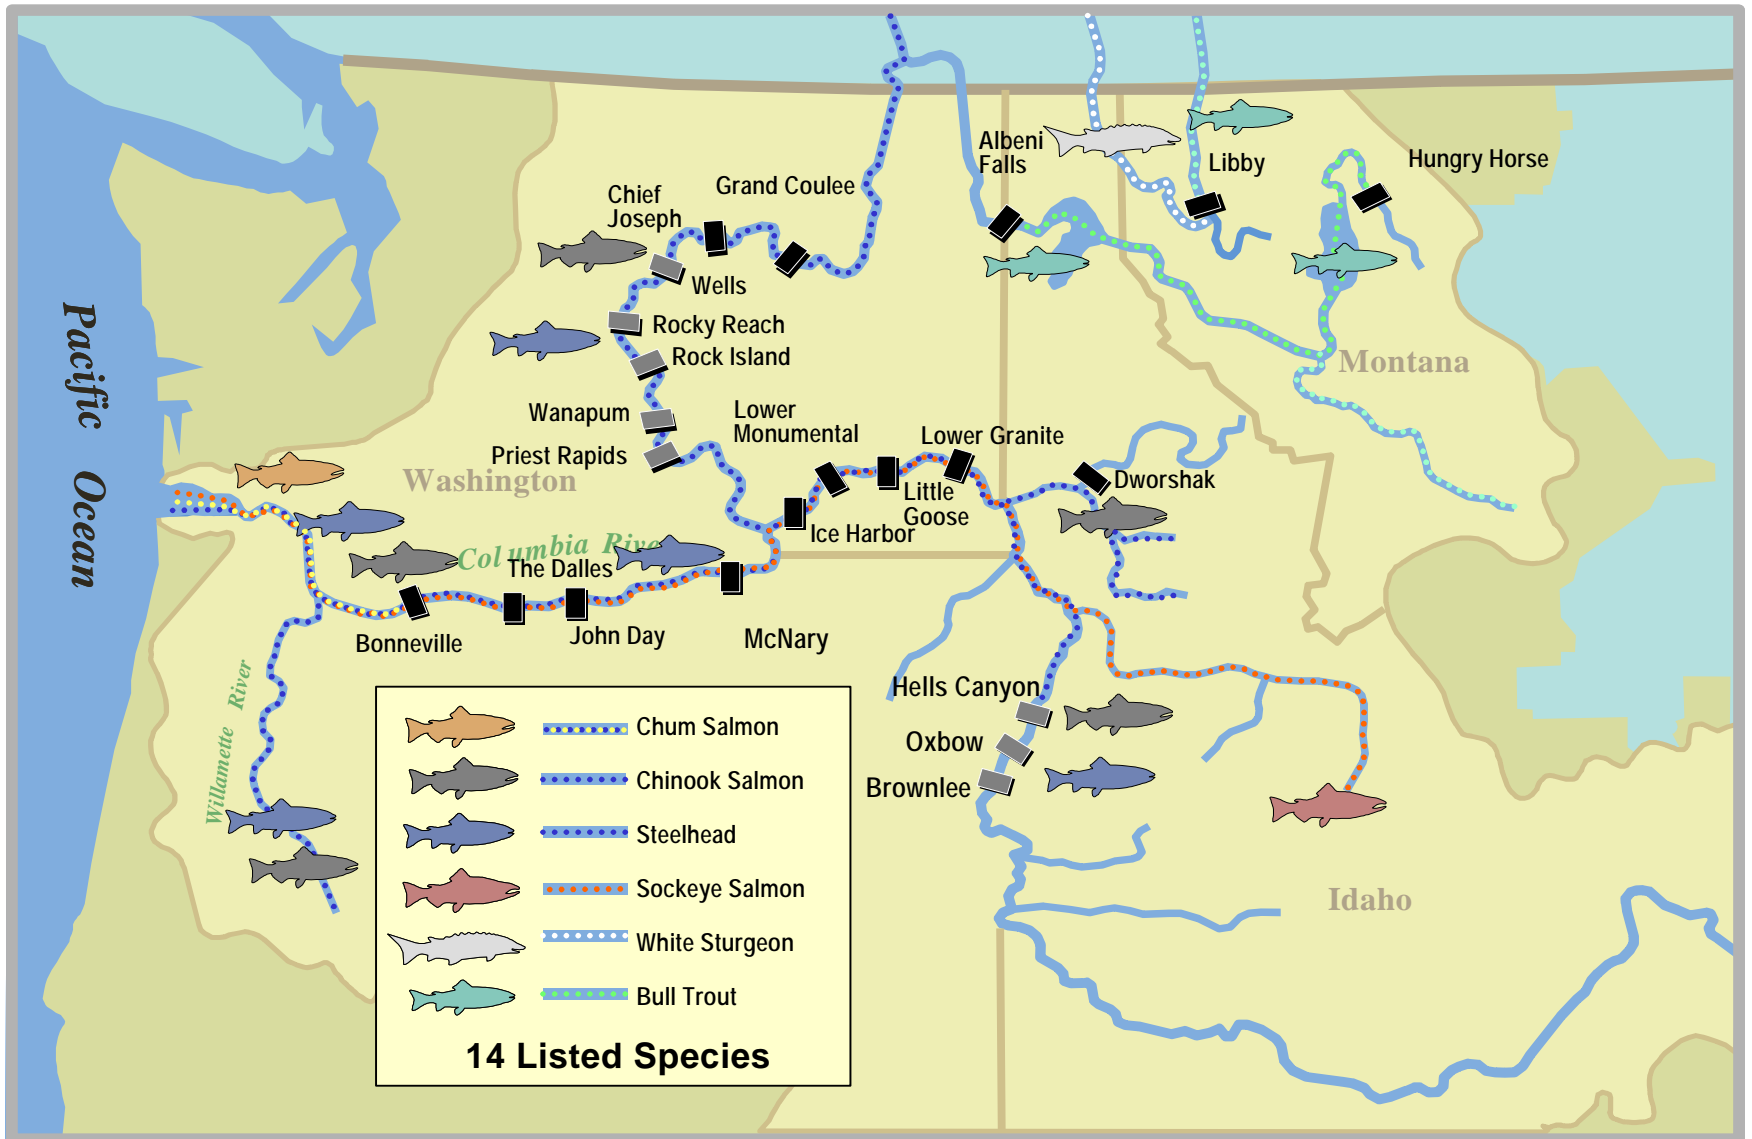 Albeni
Falls
Libby
Hungry Horse
Grand Coulee
Chief
Joseph
Wells
Rocky Reach
Rock Island
Wanapum
Lower
Monumental
Priest Rapids
Lower Granite
Washington
Montana
Dworshak
Little
Goose
Ice Harbor
Pacific Ocean
Columbia River
The Dalles
Bonneville
John Day
McNary
Willamette River
Hells Canyon
Oxbow
Brownlee
Idaho
Chum Salmon
Chinook Salmon
Steelhead
Sockeye Salmon
White Sturgeon
Bull Trout
14 Listed Species